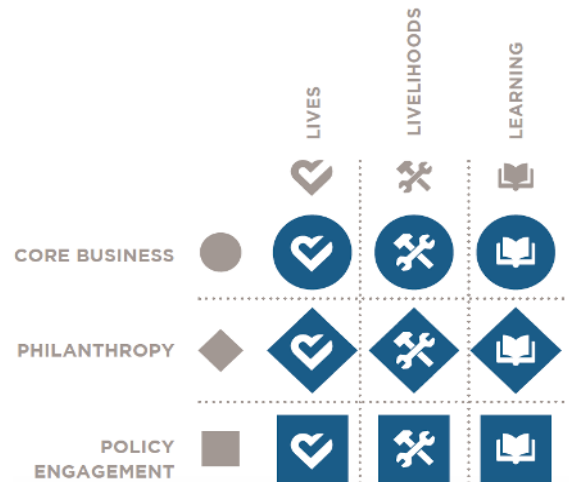 LIVES
LIVELIHOODS
LEARNING
CORE BUSINESS
PHILANTHROPY
POLICY
ENGAGEMENT